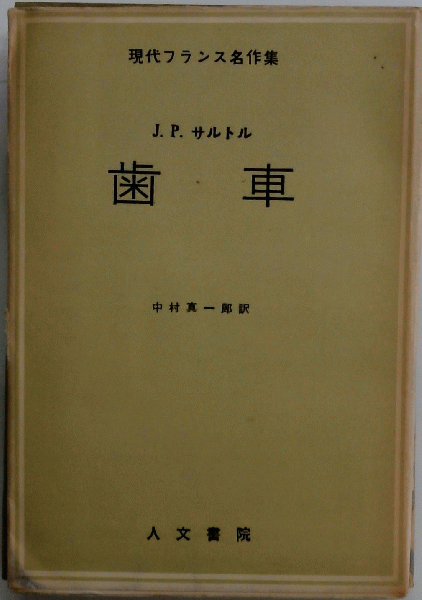 現代フランス名作集
J. P. サルトル
歯車
中村真一郎訳
人文書院